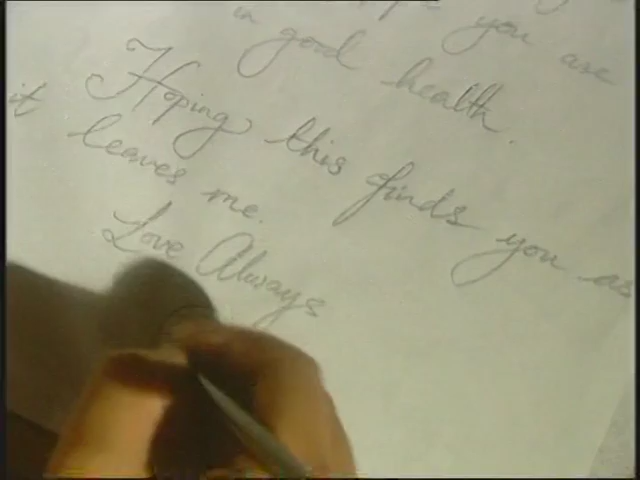 you are
in good health.
Hoping this finds you as
it leaves me.
Love Always